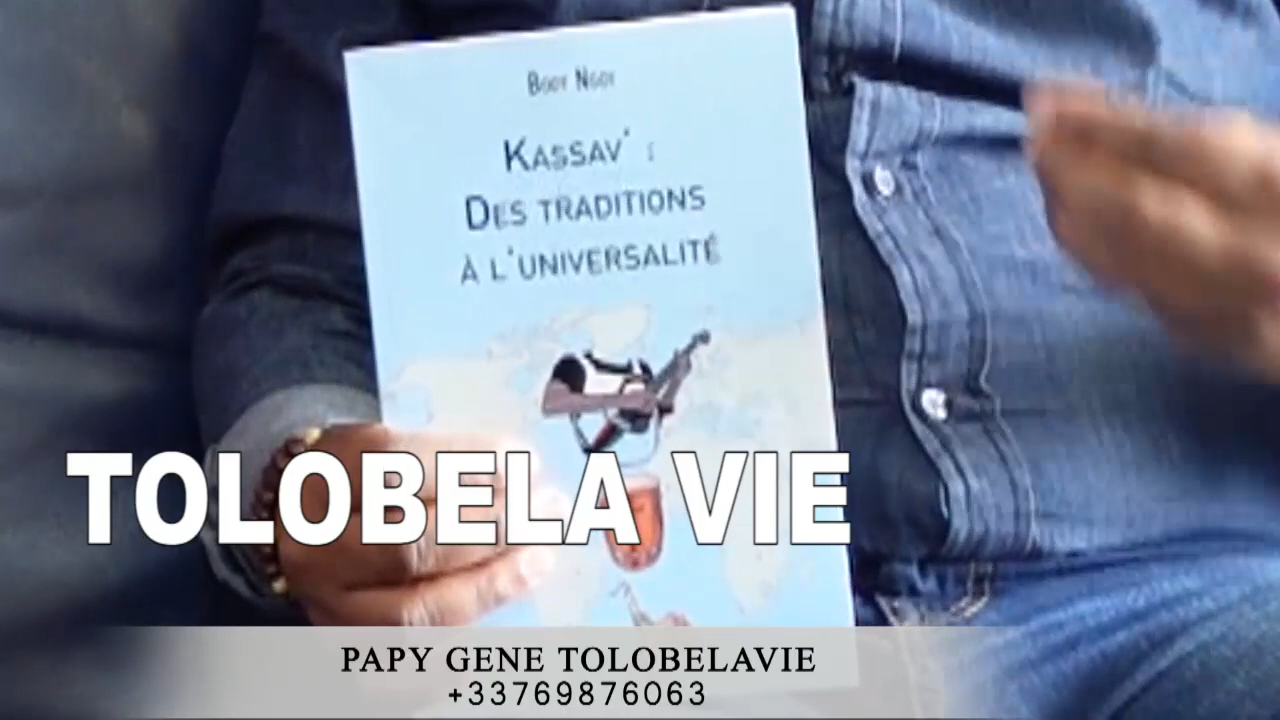 BODY NGOY
KASSAV' :
DES TRADITIONS
À L'UNIVERSALITÉ
TOLOBELA VIE
PAPY GENE TOLOBELAVIE
+33769876063